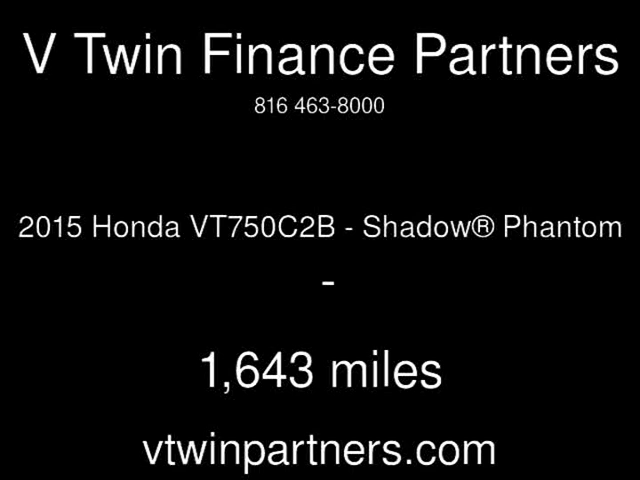 V Twin Finance Partners
816 463-8000
2015 Honda VT750C2B - Shadow® Phantom
-
1,643 miles
vtwinpartners.com